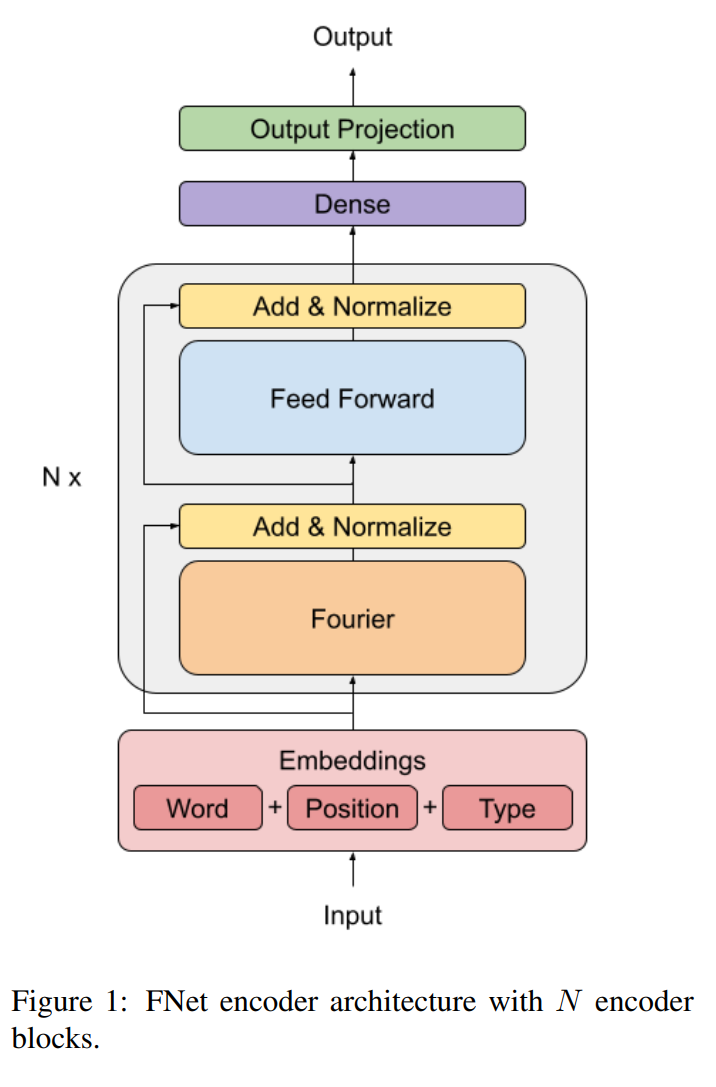 Output
Output Projection
Dense
Add & Normalize
Feed Forward
N x
Add & Normalize
Fourier
Embeddings
Word + Position + Type
Input
Figure 1: FNet encoder architecture with N encoder
blocks.